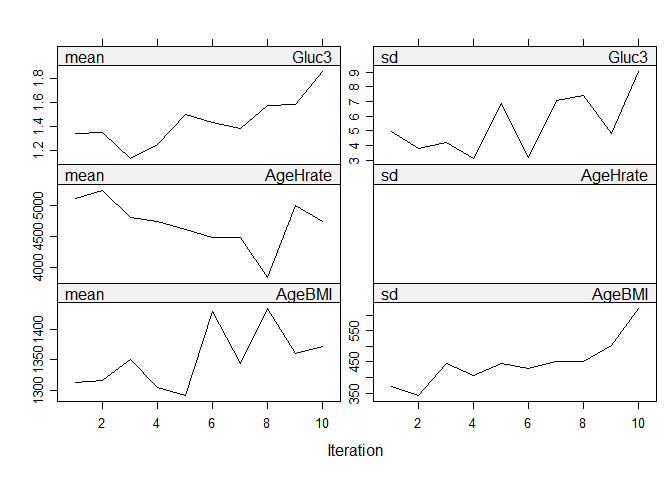 mean Gluc3 sd Gluc3
1.2 1.4 1.6 1.8
3 4 5 6 7 8 9
mean AgeHrate sd AgeHrate
4000 4500 5000
mean AgeBMI sd AgeBMI
1300 1350 1400
350 450 550
2 4 6 8 10 2 4 6 8 10
Iteration